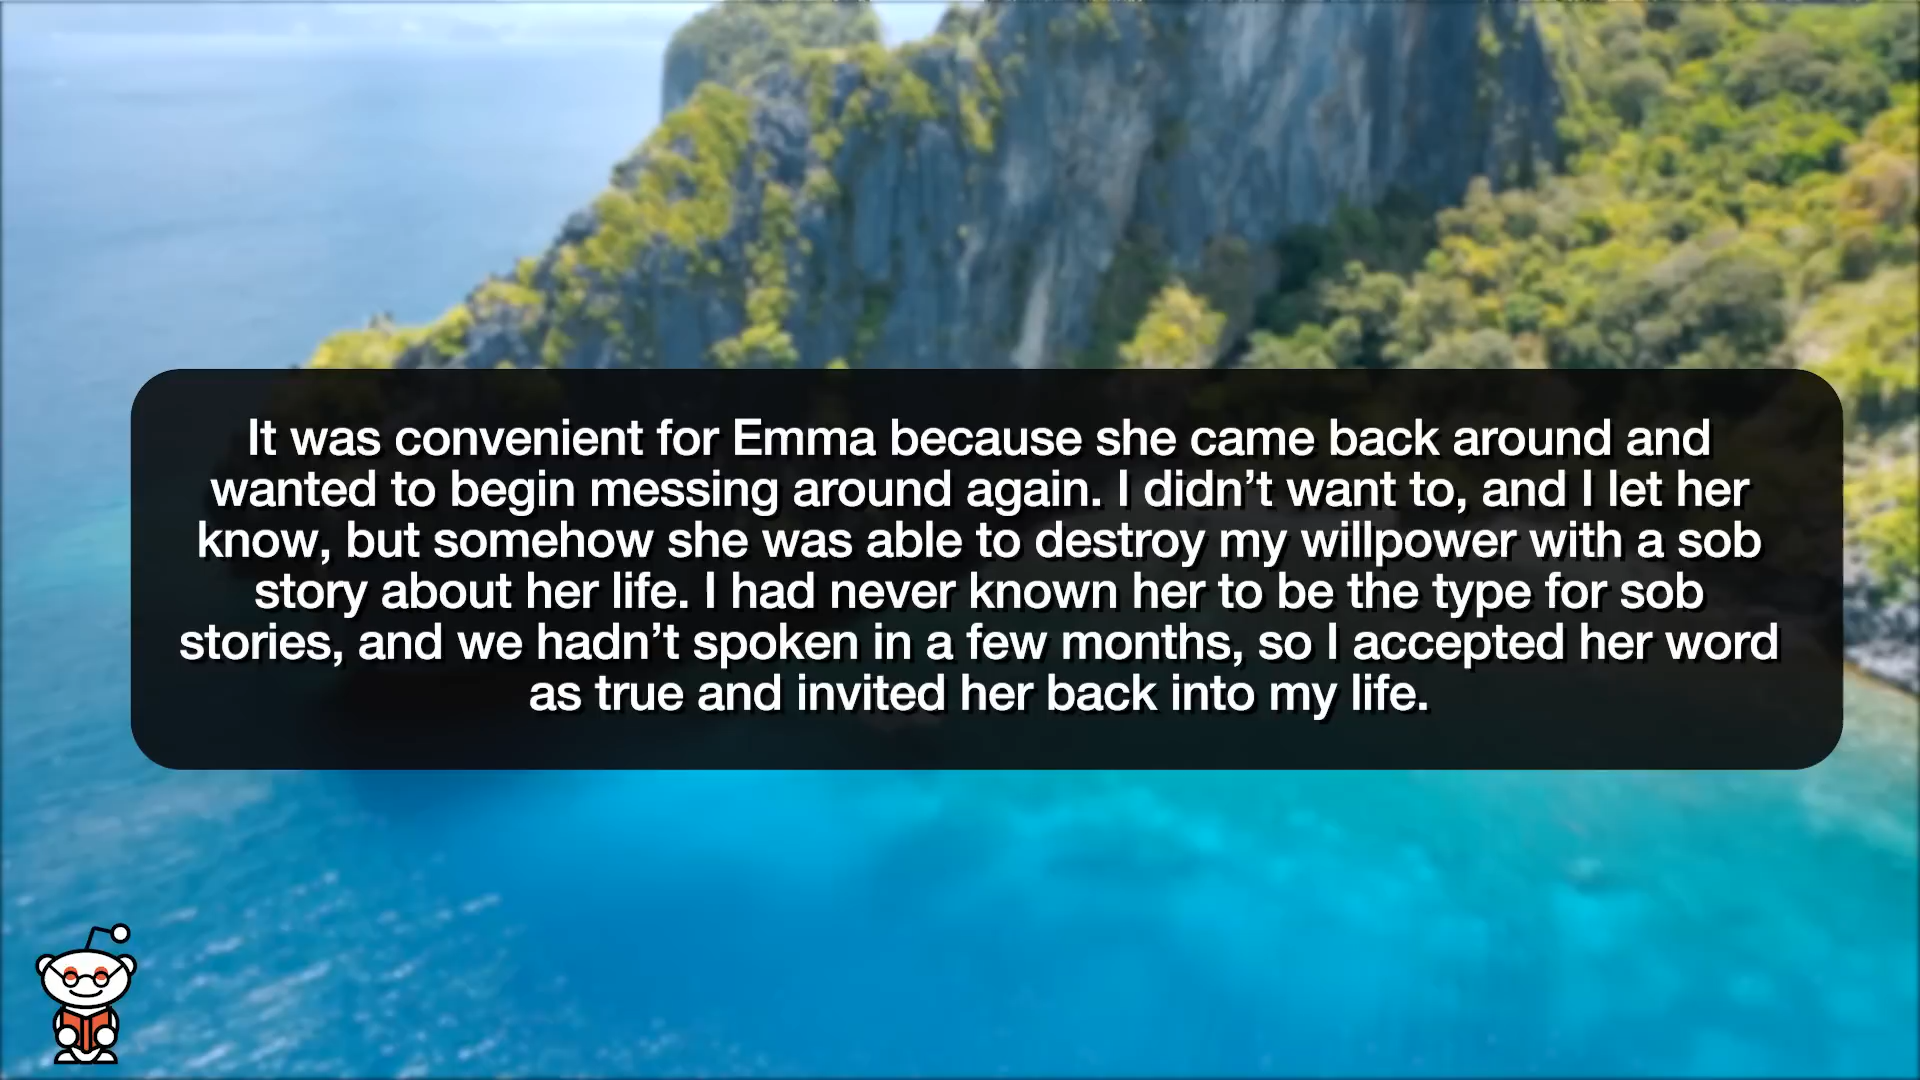 It was convenient for Emma because she came back around and
wanted to begin messing around again. I didn’t want to, and I let her
know, but somehow she was able to destroy my willpower with a sob
story about her life. I had never known her to be the type for sob
stories, and we hadn’t spoken in a few months, so I accepted her word
as true and invited her back into my life.